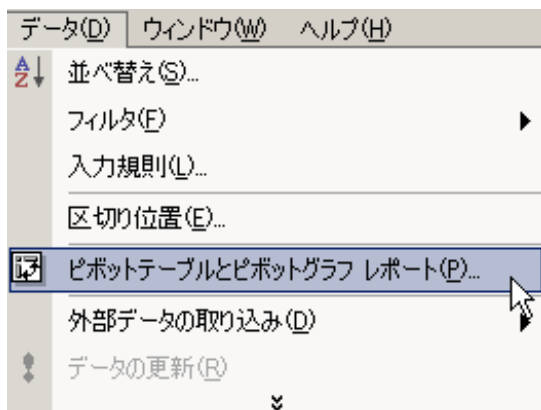 データ(D) ウィンドウ(W) ヘルプ(H)
並べ替え(S)...
フィルタ(F)
入力規則(L)...
区切り位置(E)...
ピボットテーブルとピボットグラフ レポート(P)...
外部データの取り込み(D)
データの更新(R)